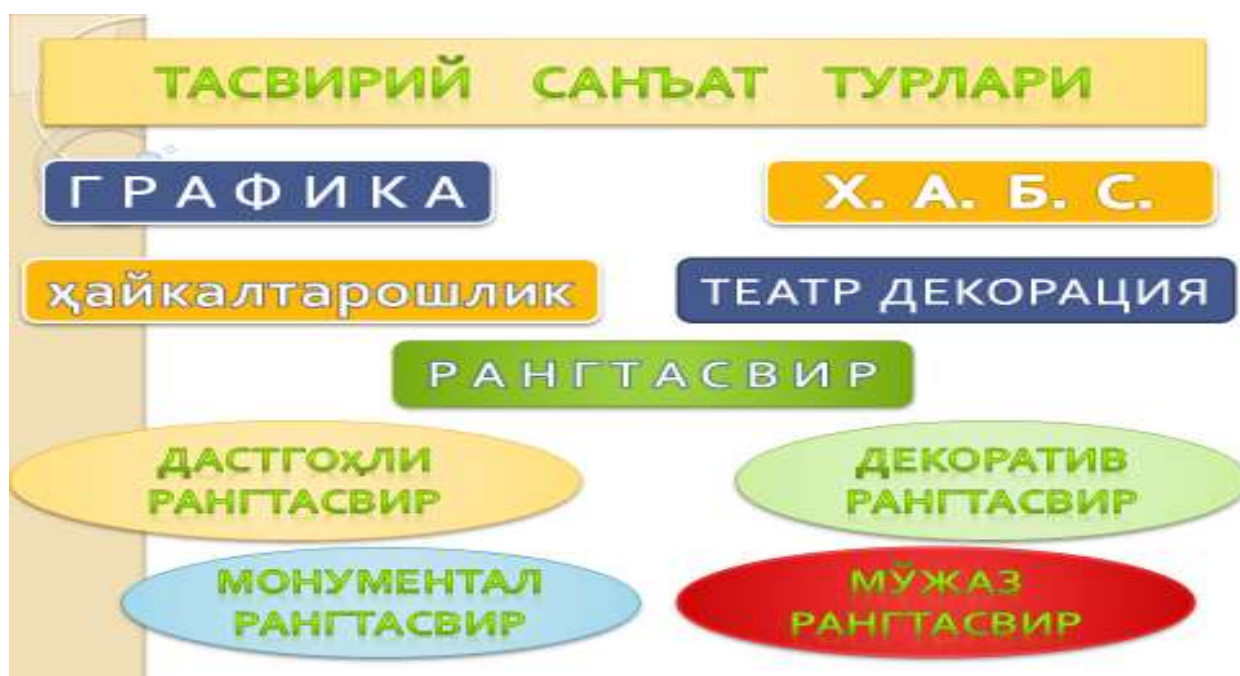 ТАСВИРИЙ САНЪАТ ТУРЛАРИ
ГРАФИКА
Х. А. Б. С.
ҳайкалтарошлик
ТЕАТР ДЕКОРАЦИЯ
РАНГТАСВИР
ДАСТГОҳЛИ
РАНГТАСВИР
ДЕКОРАТИВ
РАНГТАСВИР
МОНУМЕНТАЛ
РАНГТАСВИР
МЎЖАЗ
РАНГТАСВИР